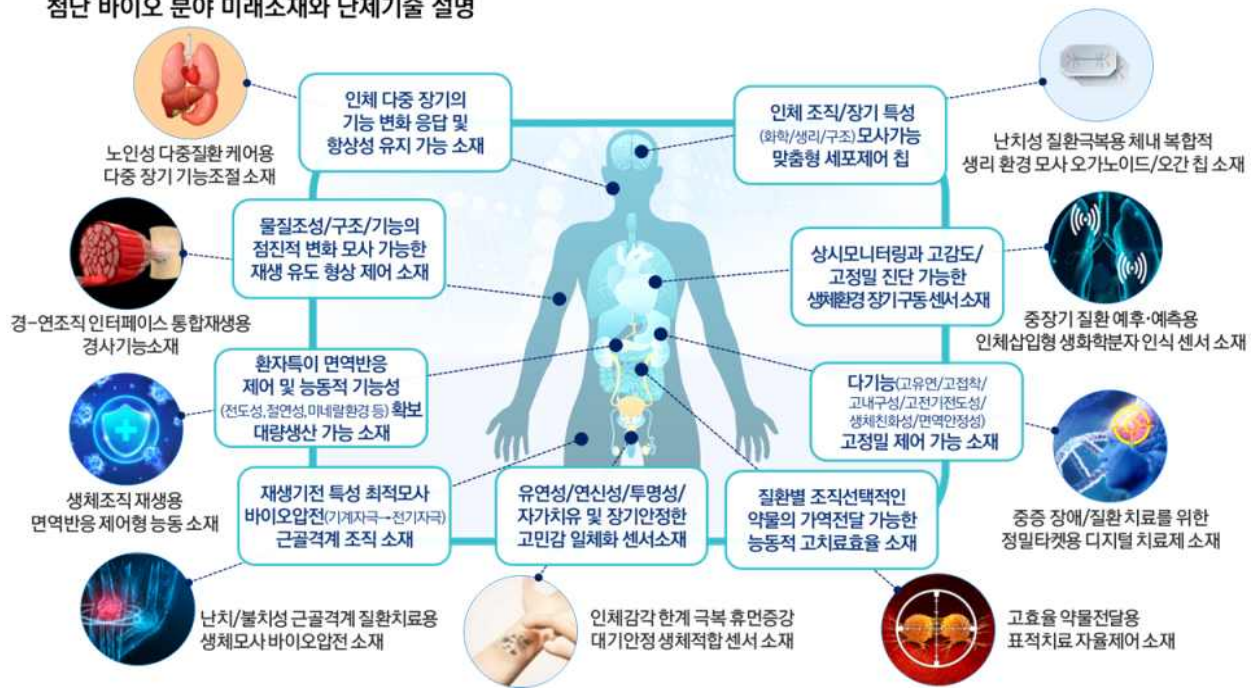 첨단 바이오 분야 미래소재와 난제기술 설명
인체 다중 장기의
기능 변화 응답 및
항상성 유지 가능 소재
노인성 다중질환 케어용
다중 장기 기능조절 소재
인체 조직/장기 특성
(화학/생리/구조) 모사가능
맞춤형 세포제어 칩
난치성 질환극복용 체내 복합적
생리 환경 모사 오가노이드/오간 칩 소재
물질조성/구조/기능의
점진적 변화 모사 가능한
재생 유도 형상 제어 소재
경-연조직 인터페이스 통합재생용
경사기능소재
상시모니터링과 고감도/
고정밀 진단 가능한
생체환경 장기구동 센서 소재
중장기 질환 예후·예측용
인체삽입형 생화학분자 인식 센서 소재
환자특이 면역반응
제어 및 능동적 기능성
(전도성,절연성,미네랄환경 등) 확보
대량생산 가능 소재
생체조직 재생용
면역반응 제어형 능동 소재
다기능(고유연/고접착/
고내구성/고전기전도성/
생체친화성/면역안정성)
고정밀 제어 가능 소재
중증 장애/질환 치료를 위한
정밀타켓용 디지털 치료제 소재
재생기전 특성 최적모사
바이오압전(기계자극→전기자극)
근골격계 조직 소재
난치/불치성 근골격계 질환치료용
생체모사 바이오압전 소재
유연성/연신성/투명성/
자가치유 및 장기안정한
고민감 일체화 센서소재
인체감각 한계 극복 휴먼증강
대기안정 생체적합 센서 소재
질환별 조직선택적인
약물의 가역전달 가능한
능동적 고치료효율 소재
고효율 약물전달용
표적치료 자율제어 소재